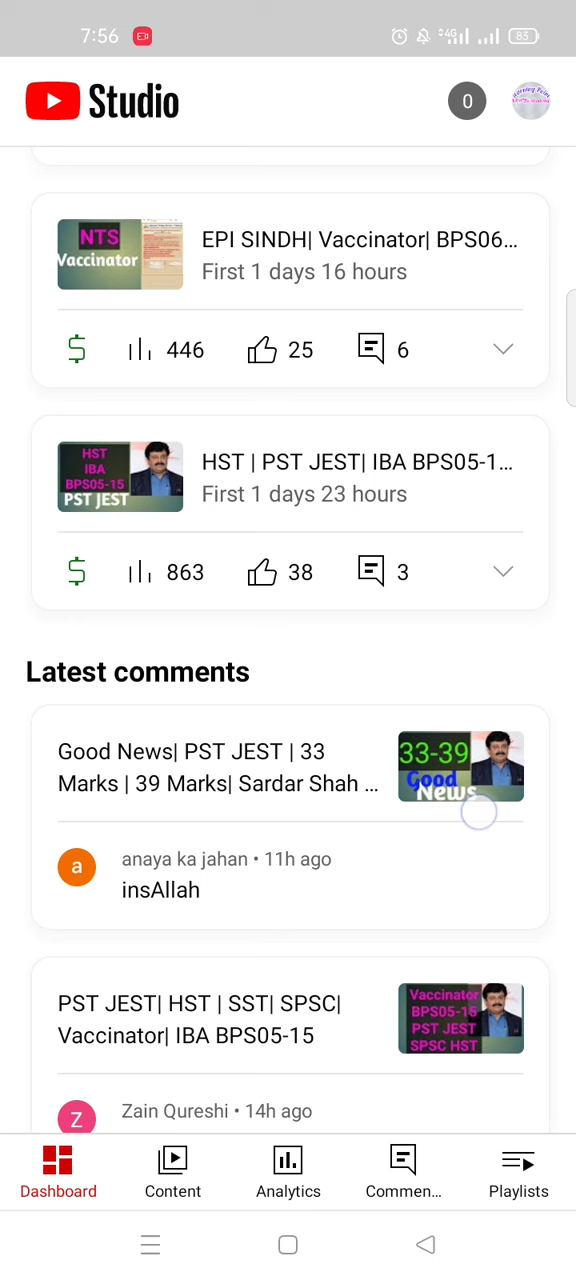 7:56
4G
83
Studio
0
NTS
Vaccinator
EPI SINDH| Vaccinator| BPS06...
First 1 days 16 hours
446
25
6
HST
IBA
BPS05-15
PST JEST
HST | PST JEST| IBA BPS05-1...
First 1 days 23 hours
863
38
3
Latest comments
Good News| PST JEST | 33
Marks | 39 Marks| Sardar Shah ...
33-39
Good
News
a
anaya ka jahan • 11h ago
insAllah
PST JEST| HST | SST| SPSC|
Vaccinator| IBA BPS05-15
Vaccinator
BPS05-15
PST JEST
SPSC HST
Z
Zain Qureshi • 14h ago
Dashboard
Content
Analytics
Commen...
Playlists